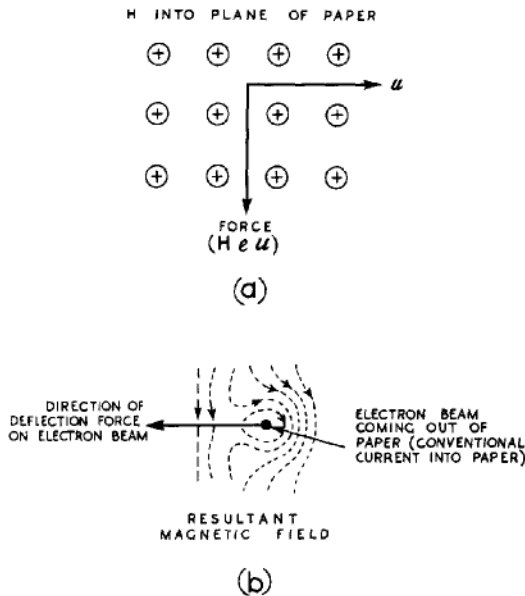 H INTO PLANE OF PAPER
u
FORCE
(H e u)
(a)
DIRECTION OF
DEFLECTION FORCE
ON ELECTRON BEAM
ELECTRON BEAM
COMING OUT OF
PAPER (CONVENTIONAL
CURRENT INTO PAPER)
RESULTANT
MAGNETIC FIELD
(b)